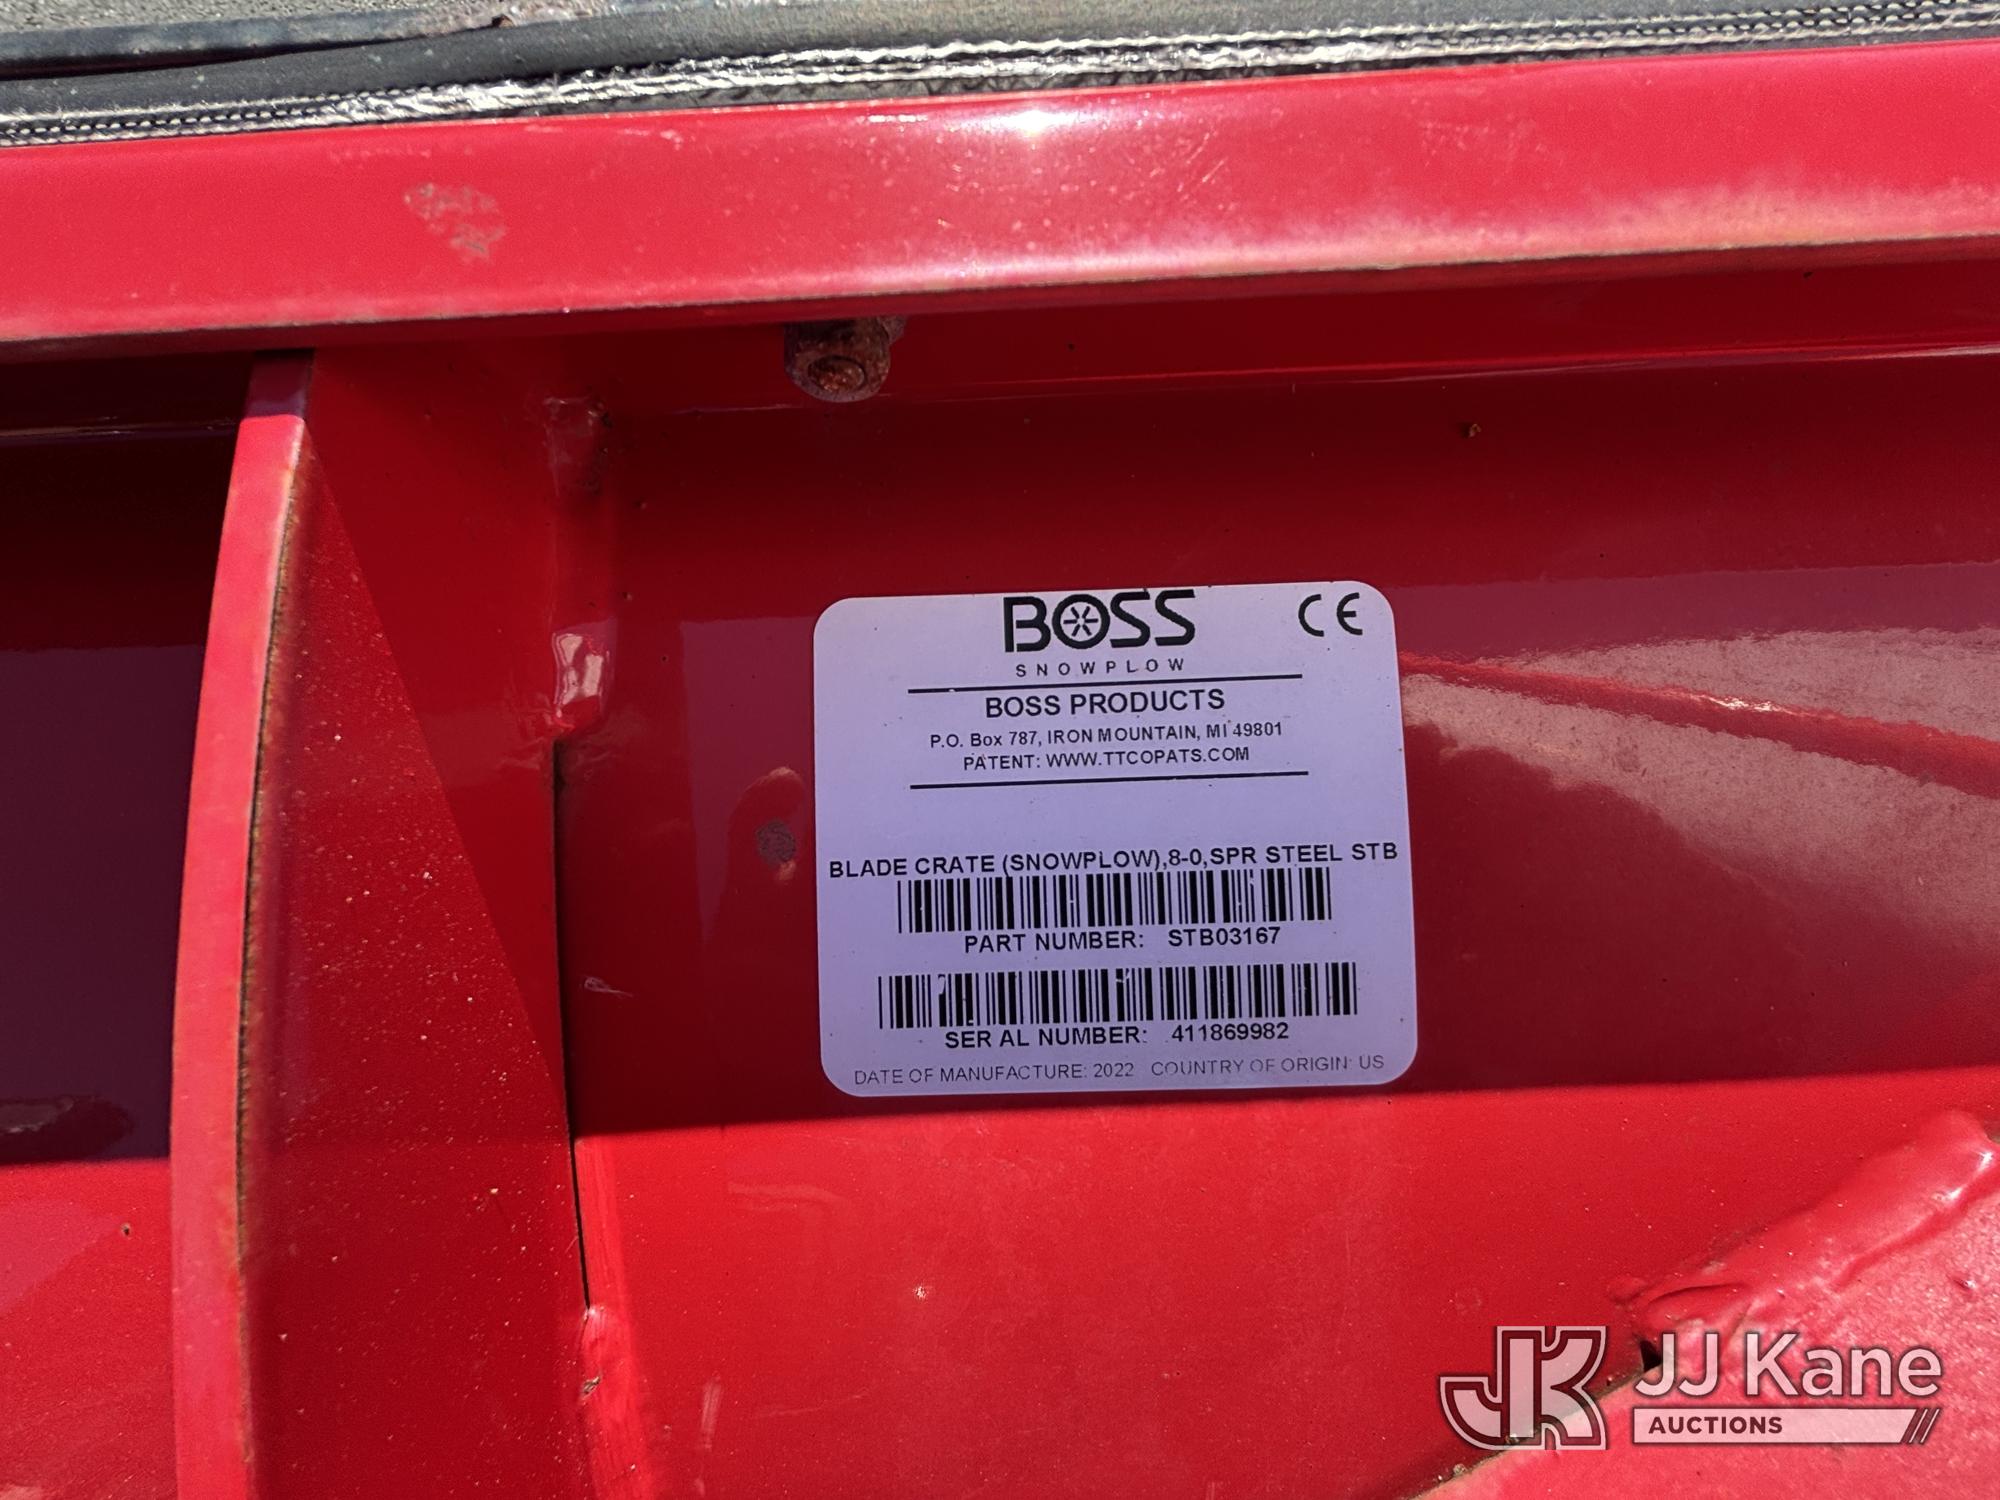 BOSS CE
SNOWPLOW
BOSS PRODUCTS
P.O. Box 787, IRON MOUNTAIN, MI 49801
PATENT: WWW.TTCOPATS.COM
BLADE CRATE (SNOWPLOW),8-0,SPR STEEL STB
PART NUMBER: STB03167
SER AL NUMBER: 411869982
DATE OF MANUFACTURE: 2022 COUNTRY OF ORIGIN: US
JK JJ Kane
AUCTIONS